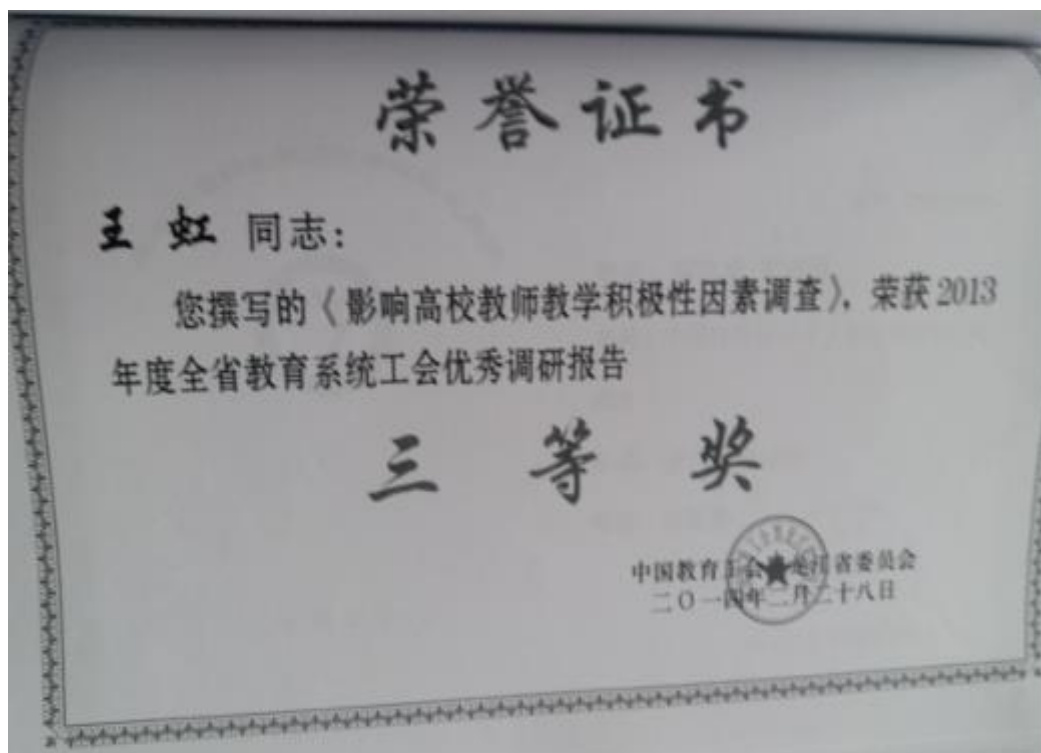 荣誉证书
王虹 同志：
您撰写的《影响高校教师教学积极性因素调查》，荣获2013
年度全省教育系统工会优秀调研报告
三等奖
中国教育工会黑龙江省委员会
二〇一四年二月二十八日